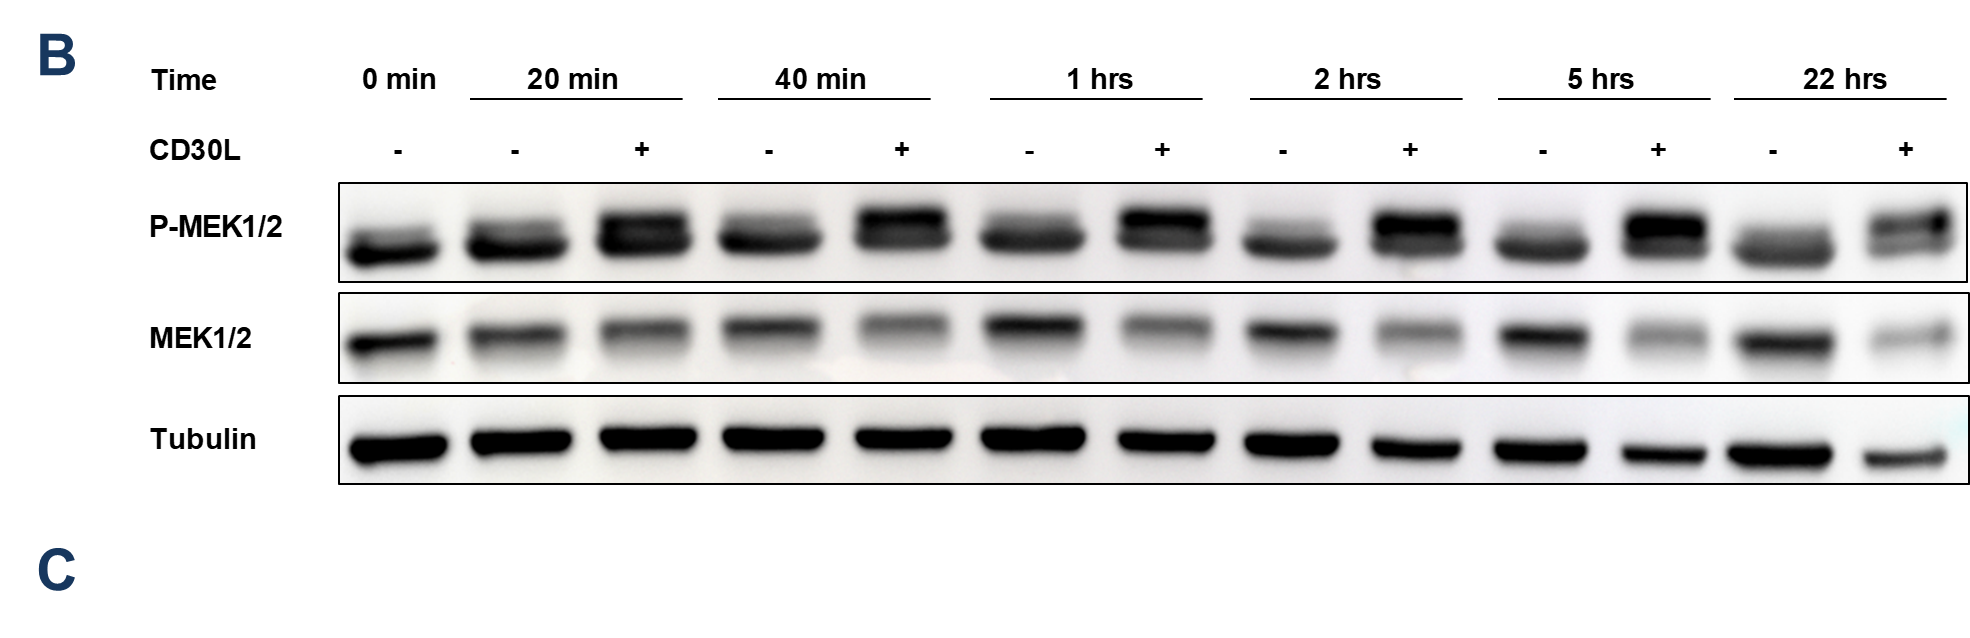 B
Time 0 min 20 min 40 min 1 hrs 2 hrs 5 hrs 22 hrs
CD30L - - + - + - + - + - + - +
P-MEK1/2
MEK1/2
Tubulin
C